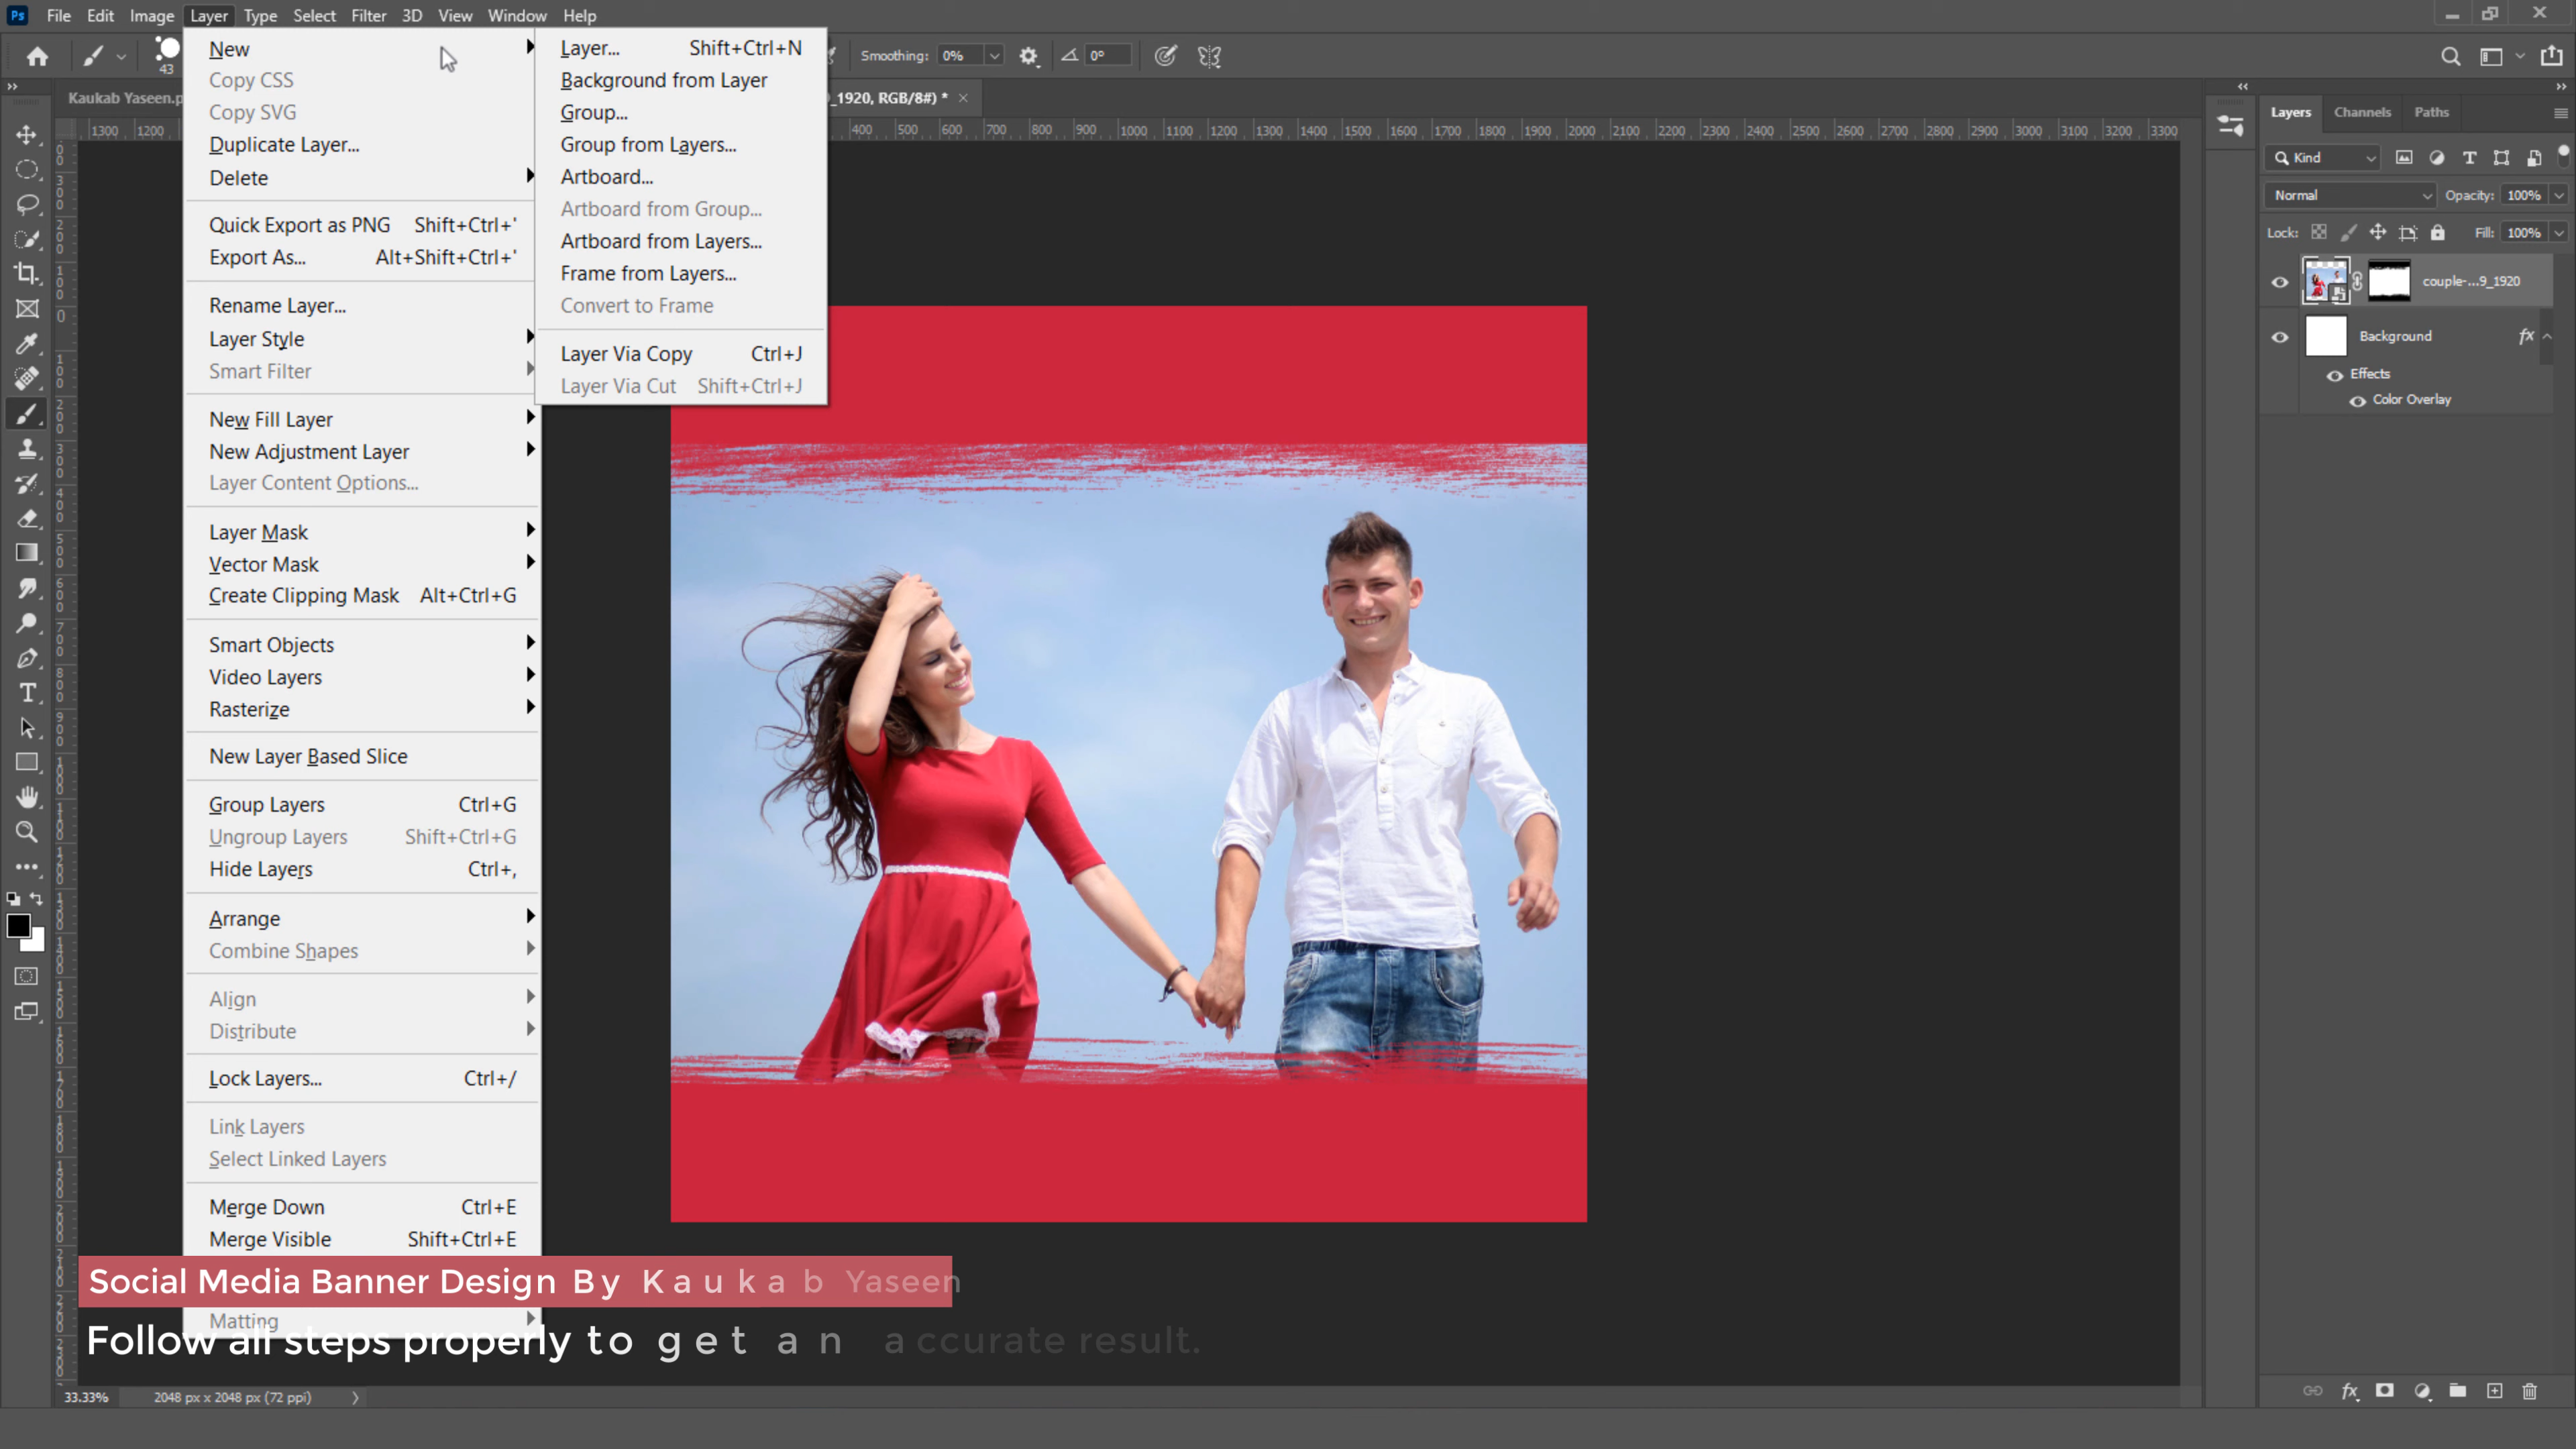 Ps File Edit Image Layer Type Select Filter 3D View Window Help
43 Smoothing: 0% 0°
Kaukab Yaseen.p _1920, RGB/8#) * ×
1300 1200 400 500 600 700 800 900 1000 1100 1200 1300 1400 1500 1600 1700 1800 1900 2000 2100 2200 2300 2400 2500 2600 2700 2800 2900 3000 3100 3200 3300
New
Copy CSS
Copy SVG
Duplicate Layer...
Delete
Quick Export as PNG Shift+Ctrl+'
Export As... Alt+Shift+Ctrl+'
Rename Layer...
Layer Style
Smart Filter
New Fill Layer
New Adjustment Layer
Layer Content Options...
Layer Mask
Vector Mask
Create Clipping Mask Alt+Ctrl+G
Smart Objects
Video Layers
Rasterize
New Layer Based Slice
Group Layers Ctrl+G
Ungroup Layers Shift+Ctrl+G
Hide Layers Ctrl+,
Arrange
Combine Shapes
Align
Distribute
Lock Layers... Ctrl+/
Link Layers
Select Linked Layers
Merge Down Ctrl+E
Merge Visible Shift+Ctrl+E
Matting
Layer... Shift+Ctrl+N
Background from Layer
Group...
Group from Layers...
Artboard...
Artboard from Group...
Artboard from Layers...
Frame from Layers...
Convert to Frame
Layer Via Copy Ctrl+J
Layer Via Cut Shift+Ctrl+J
Layers Channels Paths
Kind
Normal Opacity: 100%
Lock: Fill: 100%
couple-...9_1920
Background fx
Effects
Color Overlay
Social Media Banner Design By Kaukab Yaseen
Follow all steps properly to get an accurate result.
33.33% 2048 px x 2048 px (72 ppi)
fx